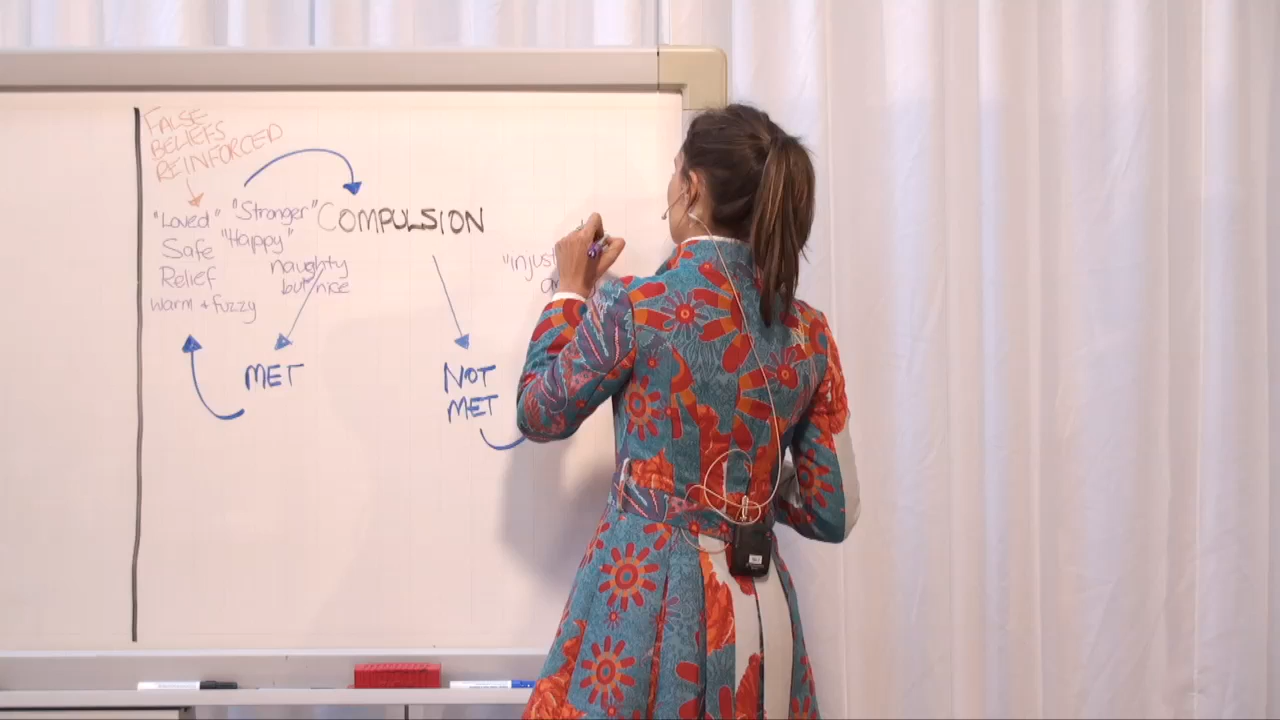 FALSE
BELIEFS
REINFORCED
"Loved"
"Stronger"
COMPULSION
Safe
"Happy"
naughty
but nice
Relief
warm + fuzzy
MET
NOT
MET